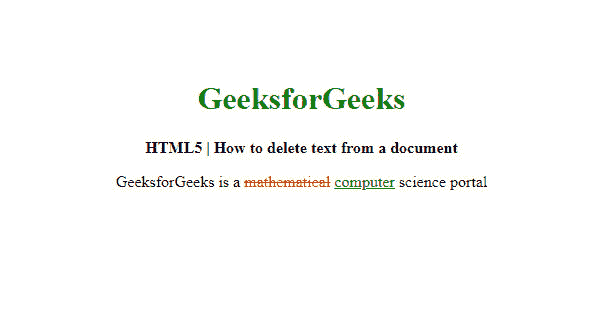 GeeksforGeeks
HTML5 | How to delete text from a document
GeeksforGeeks is a mathematical computer science portal